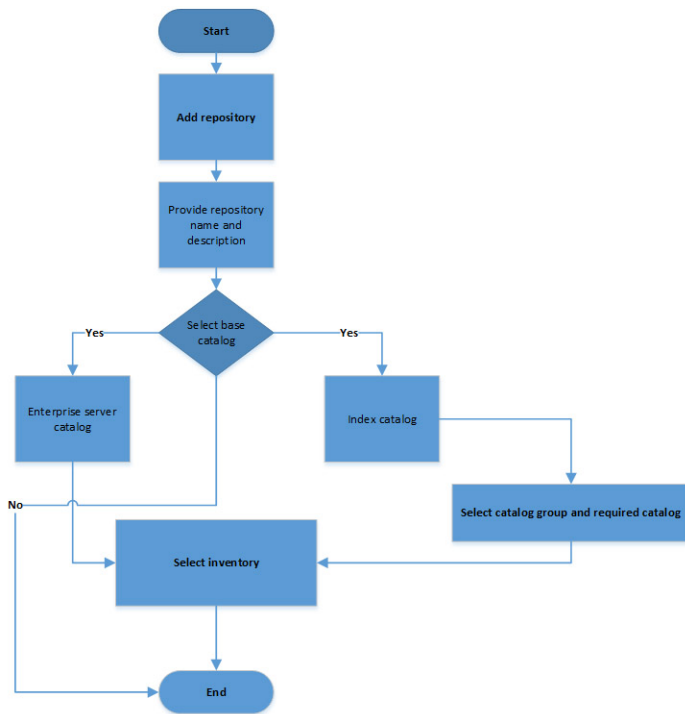 Start
Add repository
Provide repository
name and
description
Select base
catalog
Yes
Yes
Enterprise server
catalog
Index catalog
No
Select catalog group and required catalog
Select inventory
End